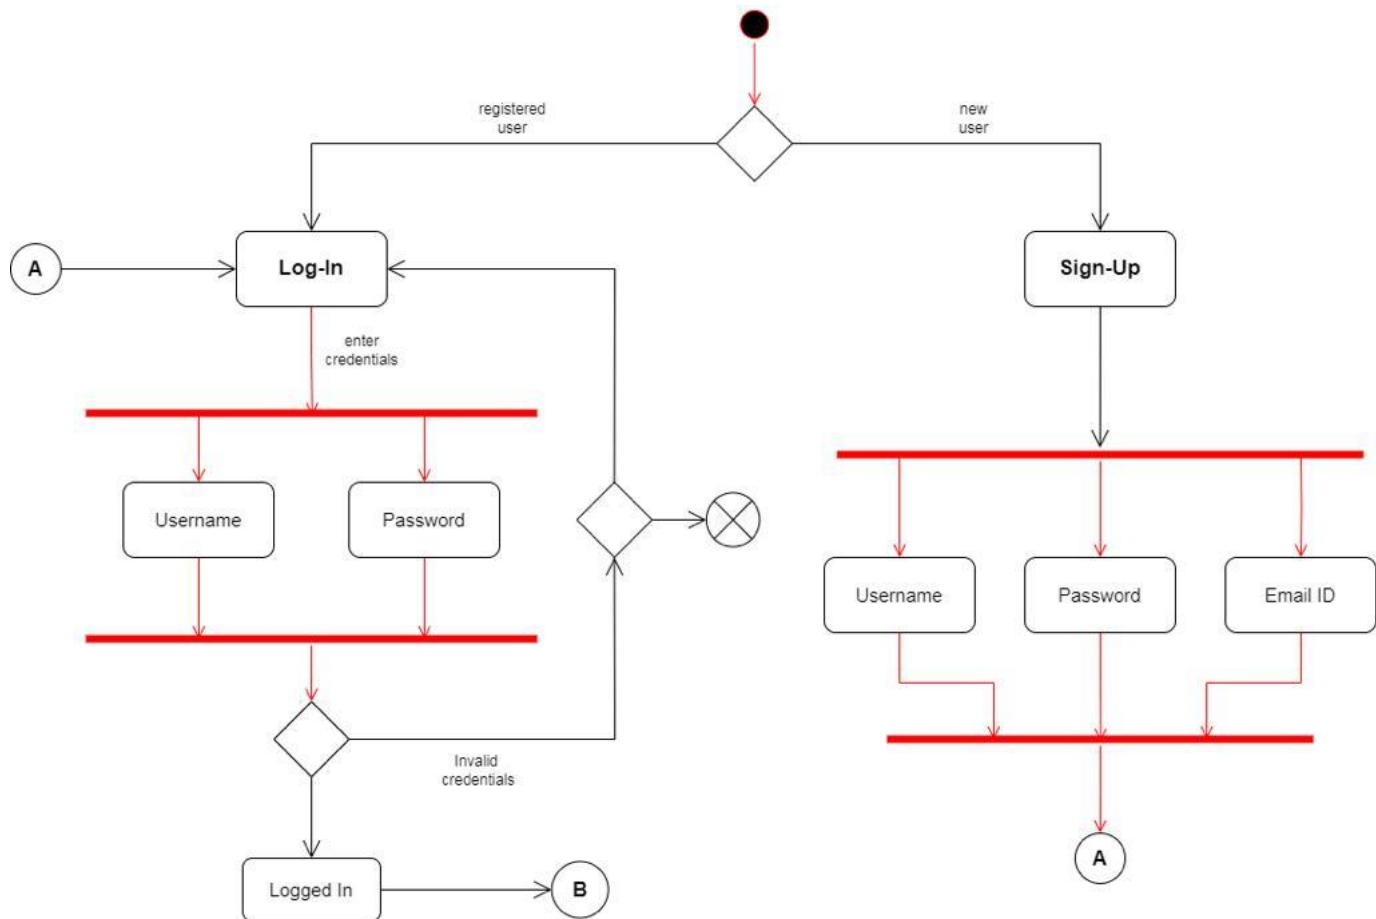 registered
user
new
user
A
Log-In
Sign-Up
enter
credentials
Username
Password
Username
Password
Email ID
Invalid
credentials
A
Logged In
B